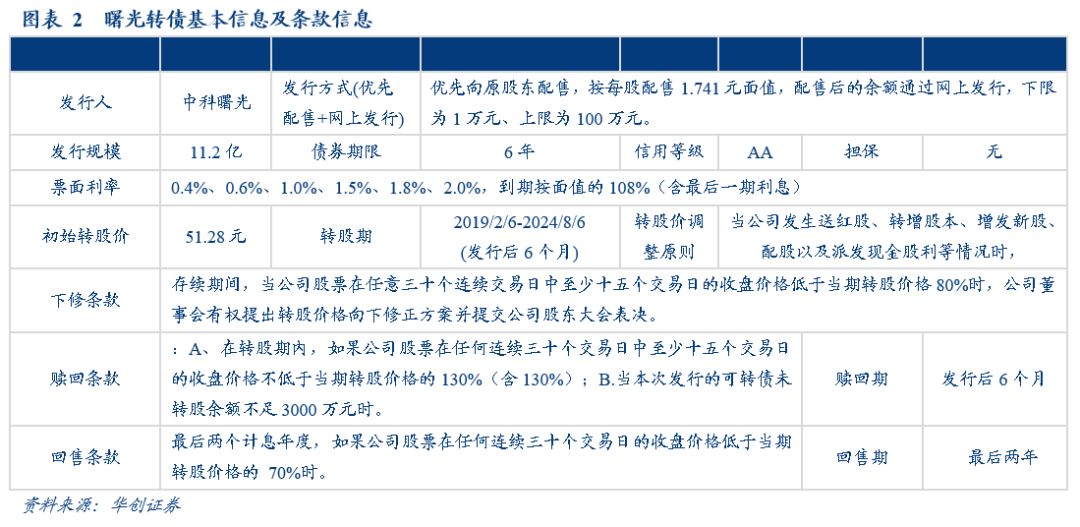 图表 2 曙光转债基本信息及条款信息
发行人 中科曙光 发行方式(优先 优先向原股东配售，按每股配售 1.741 元面值，配售后的余额通过网上发行，下限
配售+网上发行) 为 1 万元、上限为 100 万元。
发行规模 11.2 亿 债券期限 6 年 信用等级 AA 担保 无
票面利率 0.4%、0.6%、1.0%、1.5%、1.8%、2.0%，到期按面值的 108%（含最后一期利息）
初始转股价 51.28 元 转股期 2019/2/6-2024/8/6 转股价调 当公司发生送红股、转增股本、增发新股、
(发行后 6 个月) 整原则 配股以及派发现金股利等情况时，
下修条款 存续期间，当公司股票在任意三十个连续交易日中至少十五个交易日的收盘价格低于当期转股价格 80%时，公司董
事会有权提出转股价格向下修正方案并提交公司股东大会表决。
赎回条款 ：A、在转股期内，如果公司股票在任何连续三十个交易日中至少十五个交易日
的收盘价格不低于当期转股价格的 130%（含 130%）；B.当本次发行的可转债未 赎回期 发行后 6 个月
转股余额不足 3000 万元时。
回售条款 最后两个计息年度，如果公司股票在任何连续三十个交易日的收盘价格低于当期 回售期 最后两年
转股价格的 70%时。
资料来源：华创证券